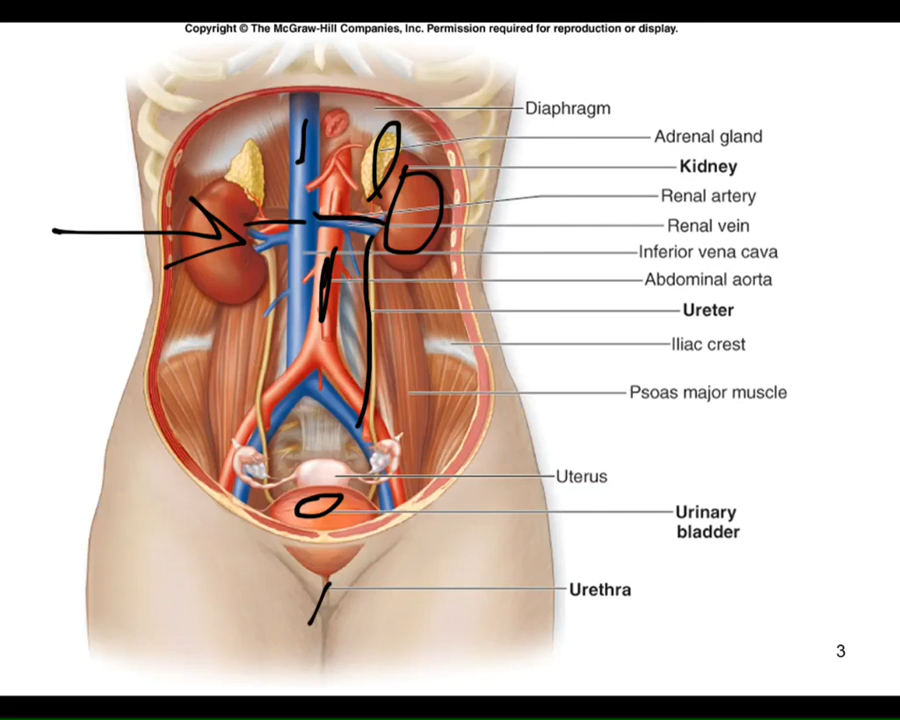 Copyright © The McGraw-Hill Companies, Inc. Permission required for reproduction or display.
Diaphragm
Adrenal gland
Kidney
Renal artery
Renal vein
Inferior vena cava
Abdominal aorta
Ureter
Iliac crest
Psoas major muscle
Uterus
Urinary
bladder
Urethra
3